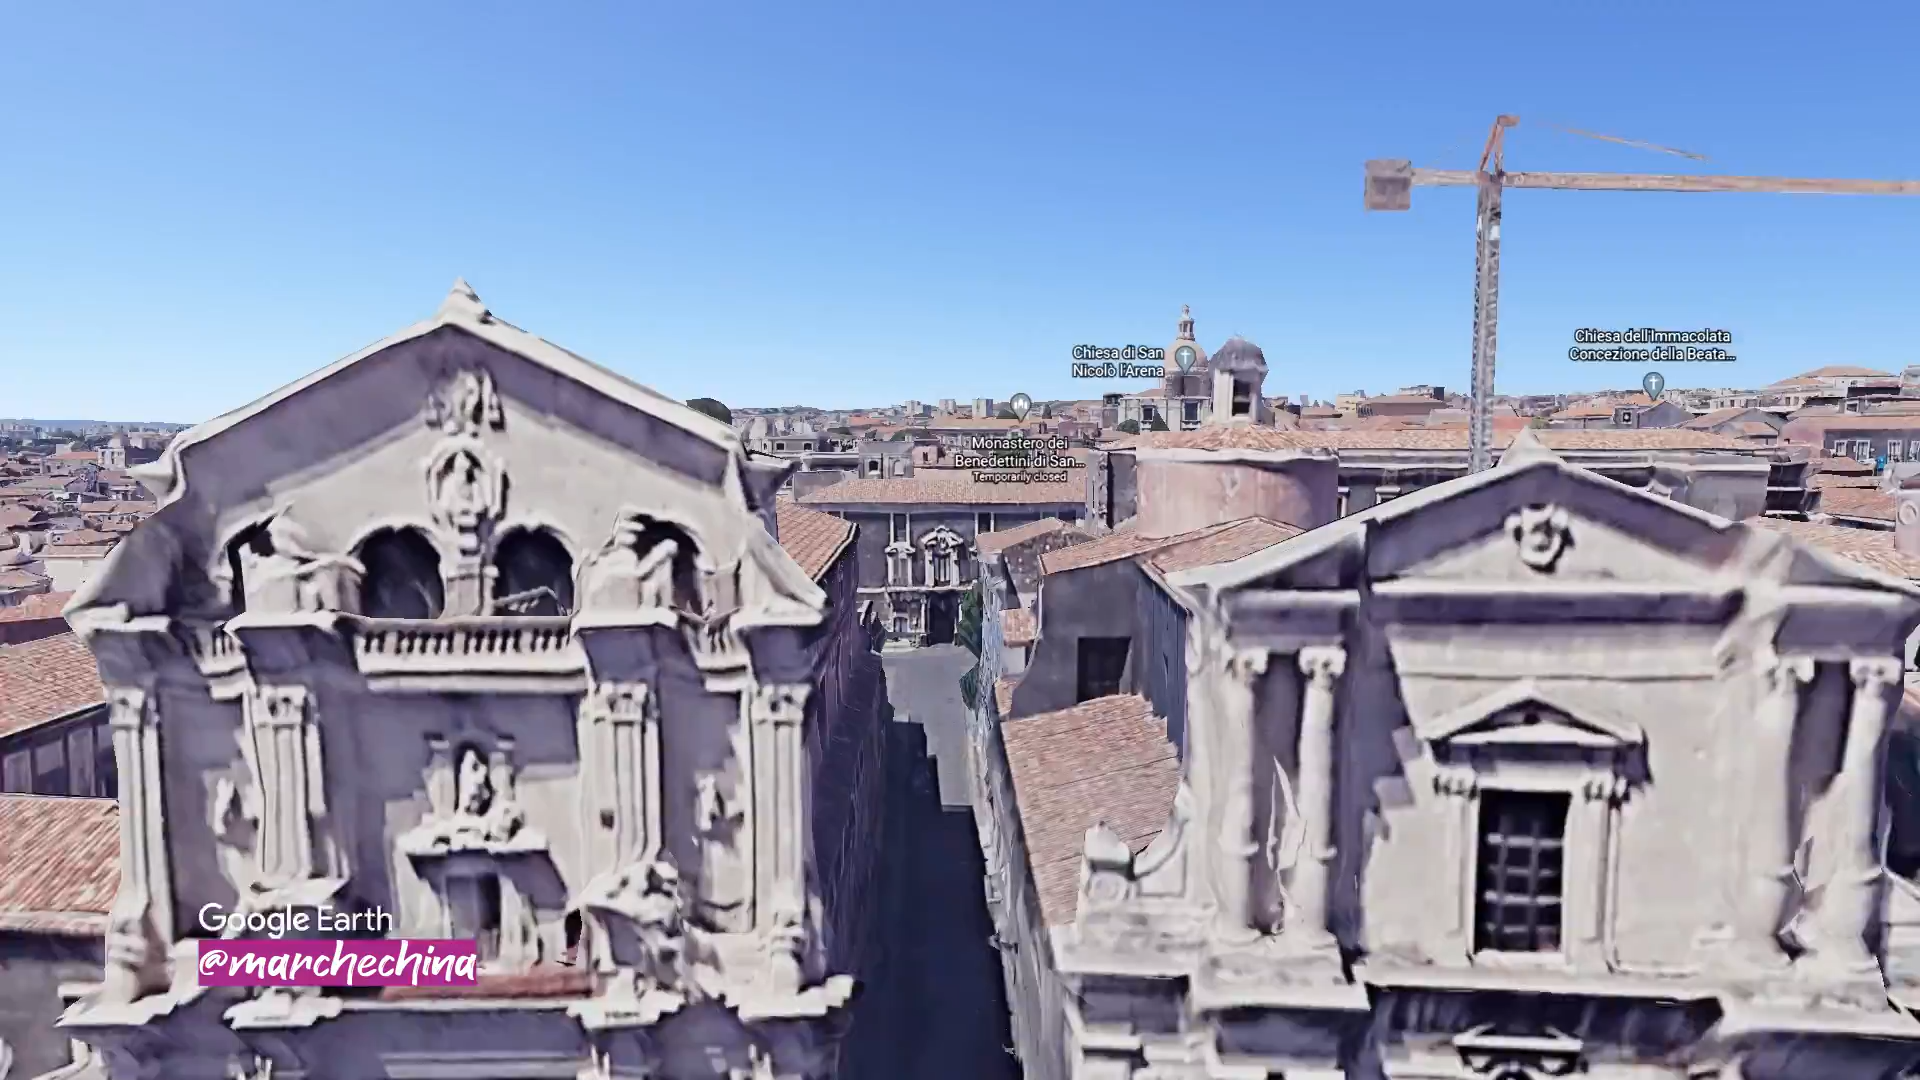 Chiesa dell'Immacolata
Concezione della Beata...
Chiesa di San
Nicolò l'Arena
Monastero dei
Benedettini di San...
Temporarily closed
Google Earth
@marchechina